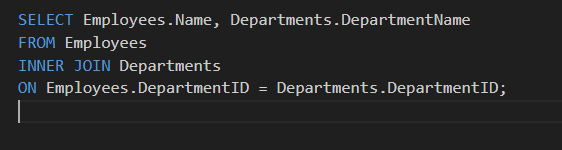 SELECT Employees.Name, Departments.DepartmentName
FROM Employees
INNER JOIN Departments
ON Employees.DepartmentID = Departments.DepartmentID;